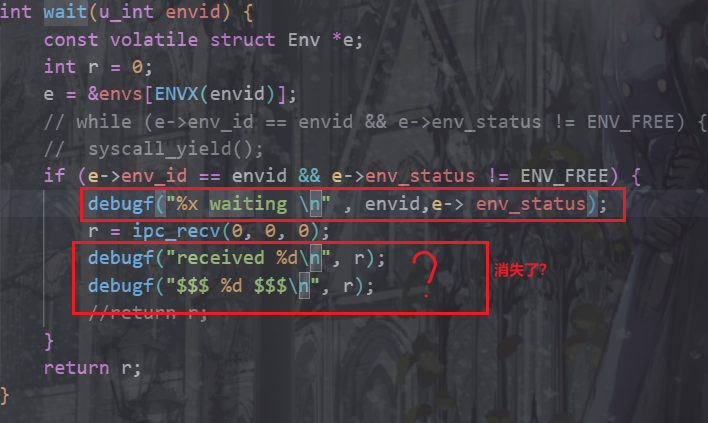 int wait(u_int envid) {
    const volatile struct Env *e;
    int r = 0;
    e = &envs[ENVX(envid)];
    // while (e->env_id == envid && e->env_status != ENV_FREE) {
    //  syscall_yield();
    if (e->env_id == envid && e->env_status != ENV_FREE) {
        debugf("%x waiting \n" , envid,e-> env_status);
        r = ipc_recv(0, 0, 0);
        debugf("received %d\n", r);
        debugf("$$$ %d $$$\n", r);
?
消失了?
        //return r;
    }
    return r;
}